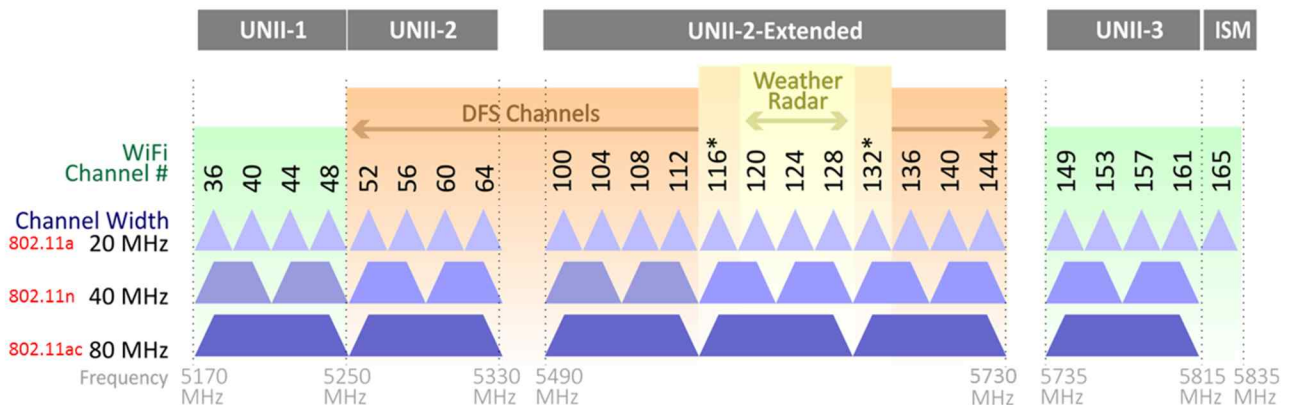 UNII-1 UNII-2 UNII-2-Extended UNII-3 ISM
Weather
Radar
DFS Channels
WiFi
Channel #
36 40 44 48 52 56 60 64 100 104 108 112 116* 120 124 128 132* 136 140 144 149 153 157 161 165
Channel Width
802.11a 20 MHz
802.11n 40 MHz
802.11ac 80 MHz
Frequency 5170 5250 5330 5490 5730 5735 5815 5835
MHz MHz MHz MHz MHz MHz MHz MHz